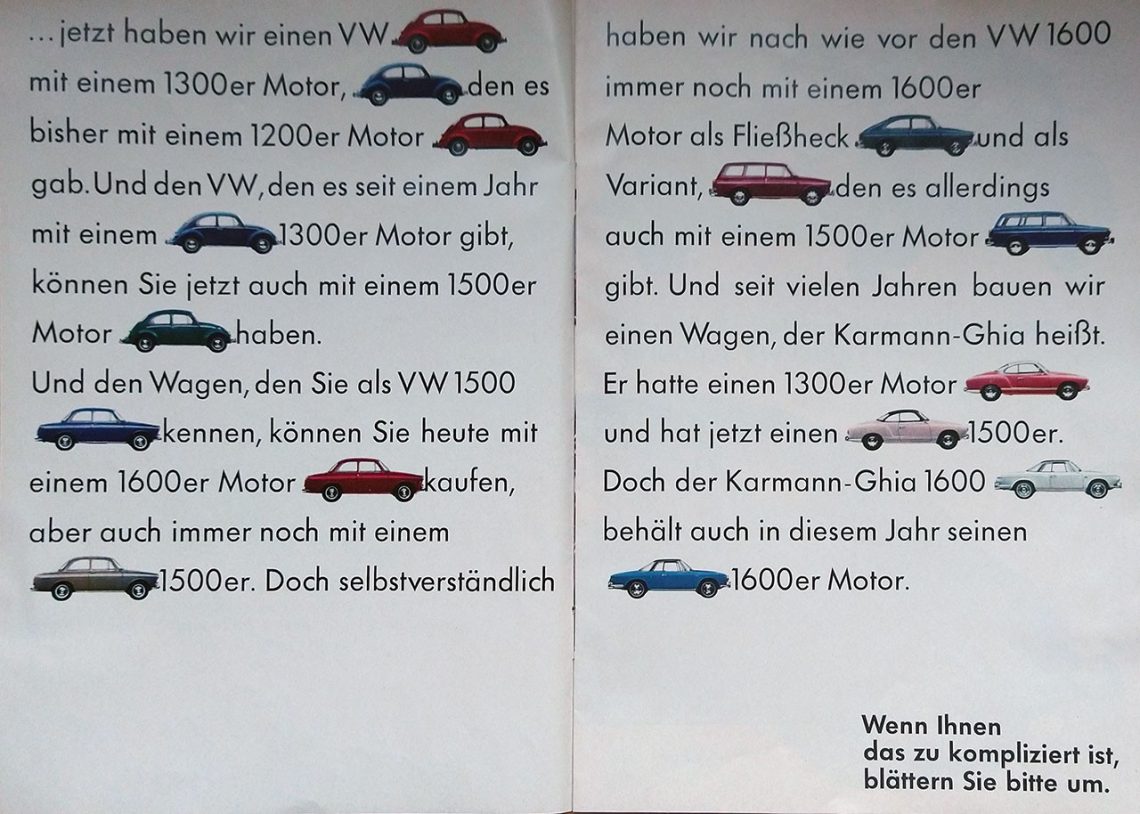 ...jetzt haben wir einen VW
mit einem 1300er Motor, den es
bisher mit einem 1200er Motor
gab. Und den VW, den es seit einem Jahr
mit einem 1300er Motor gibt,
können Sie jetzt auch mit einem 1500er
Motor haben.
Und den Wagen, den Sie als VW 1500
kennen, können Sie heute mit
einem 1600er Motor kaufen,
aber auch immer noch mit einem
1500er. Doch selbstverständlich
haben wir nach wie vor den VW 1600
immer noch mit einem 1600er
Motor als Fließheck und als
Variant, den es allerdings
auch mit einem 1500er Motor
gibt. Und seit vielen Jahren bauen wir
einen Wagen, der Karmann-Ghia heißt.
Er hatte einen 1300er Motor
und hat jetzt einen 1500er.
Doch der Karmann-Ghia 1600
behält auch in diesem Jahr seinen
1600er Motor.
Wenn Ihnen
das zu kompliziert ist,
blättern Sie bitte um.